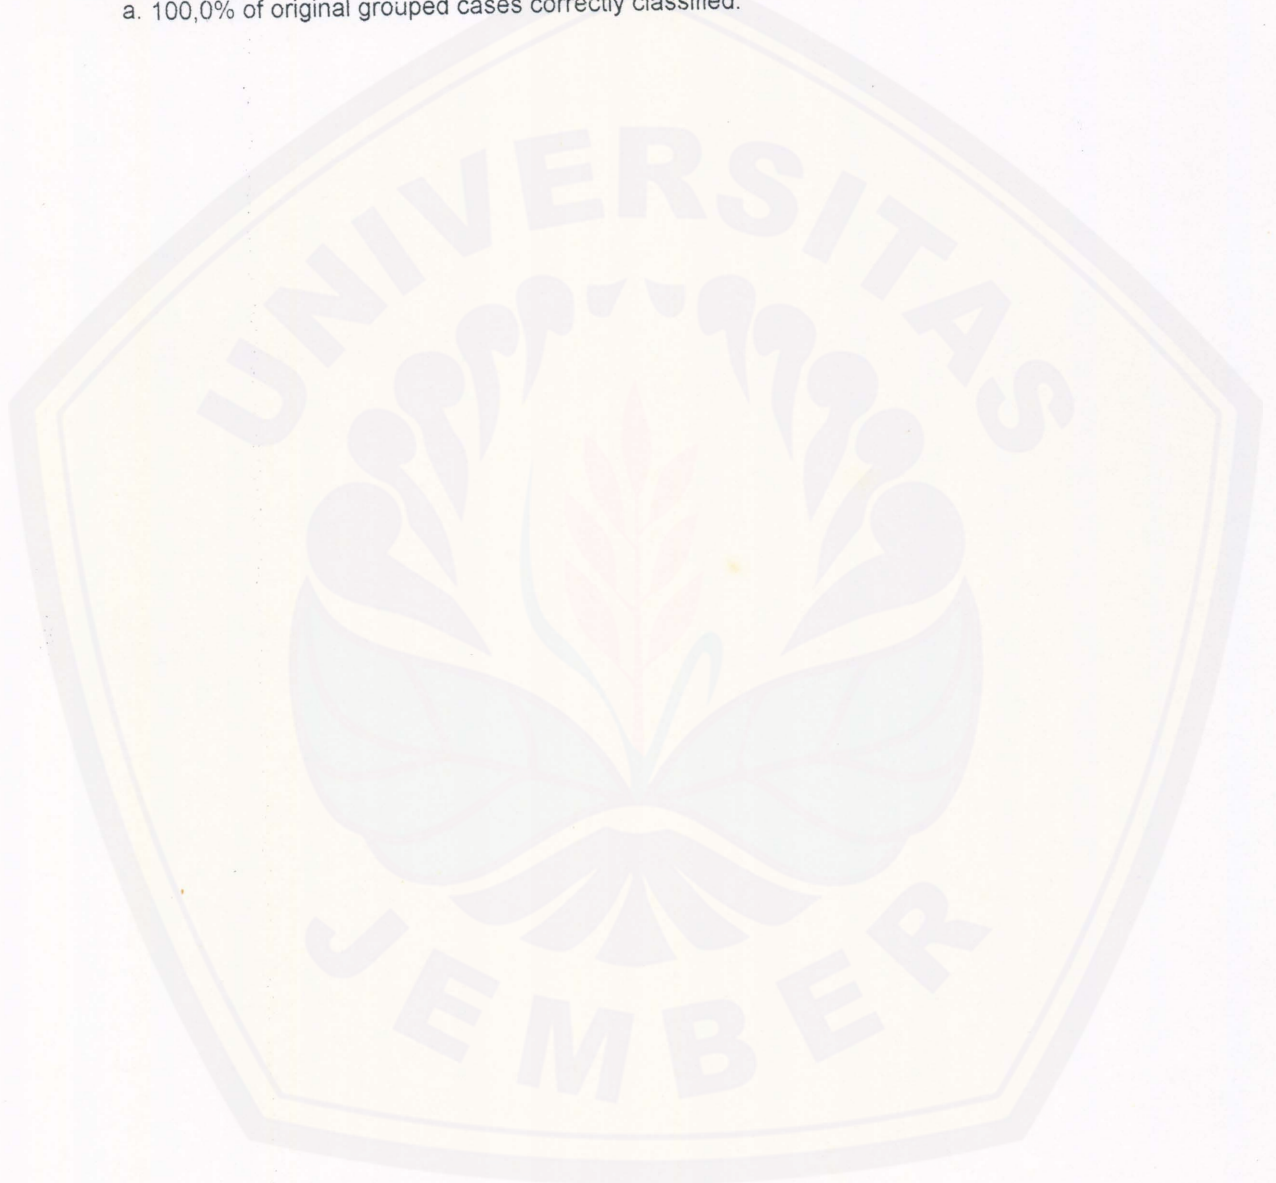 a. 100,0% of original grouped cases correctly classified.
UNIVERSITAS
JEMBER